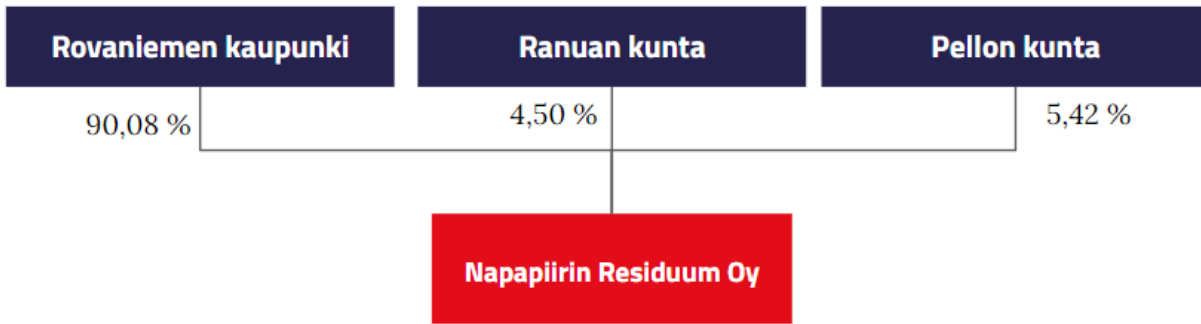 Rovaniemen kaupunki
Ranuan kunta
Pellon kunta
90,08 %
4,50 %
5,42 %
Napapiirin Residuum Oy